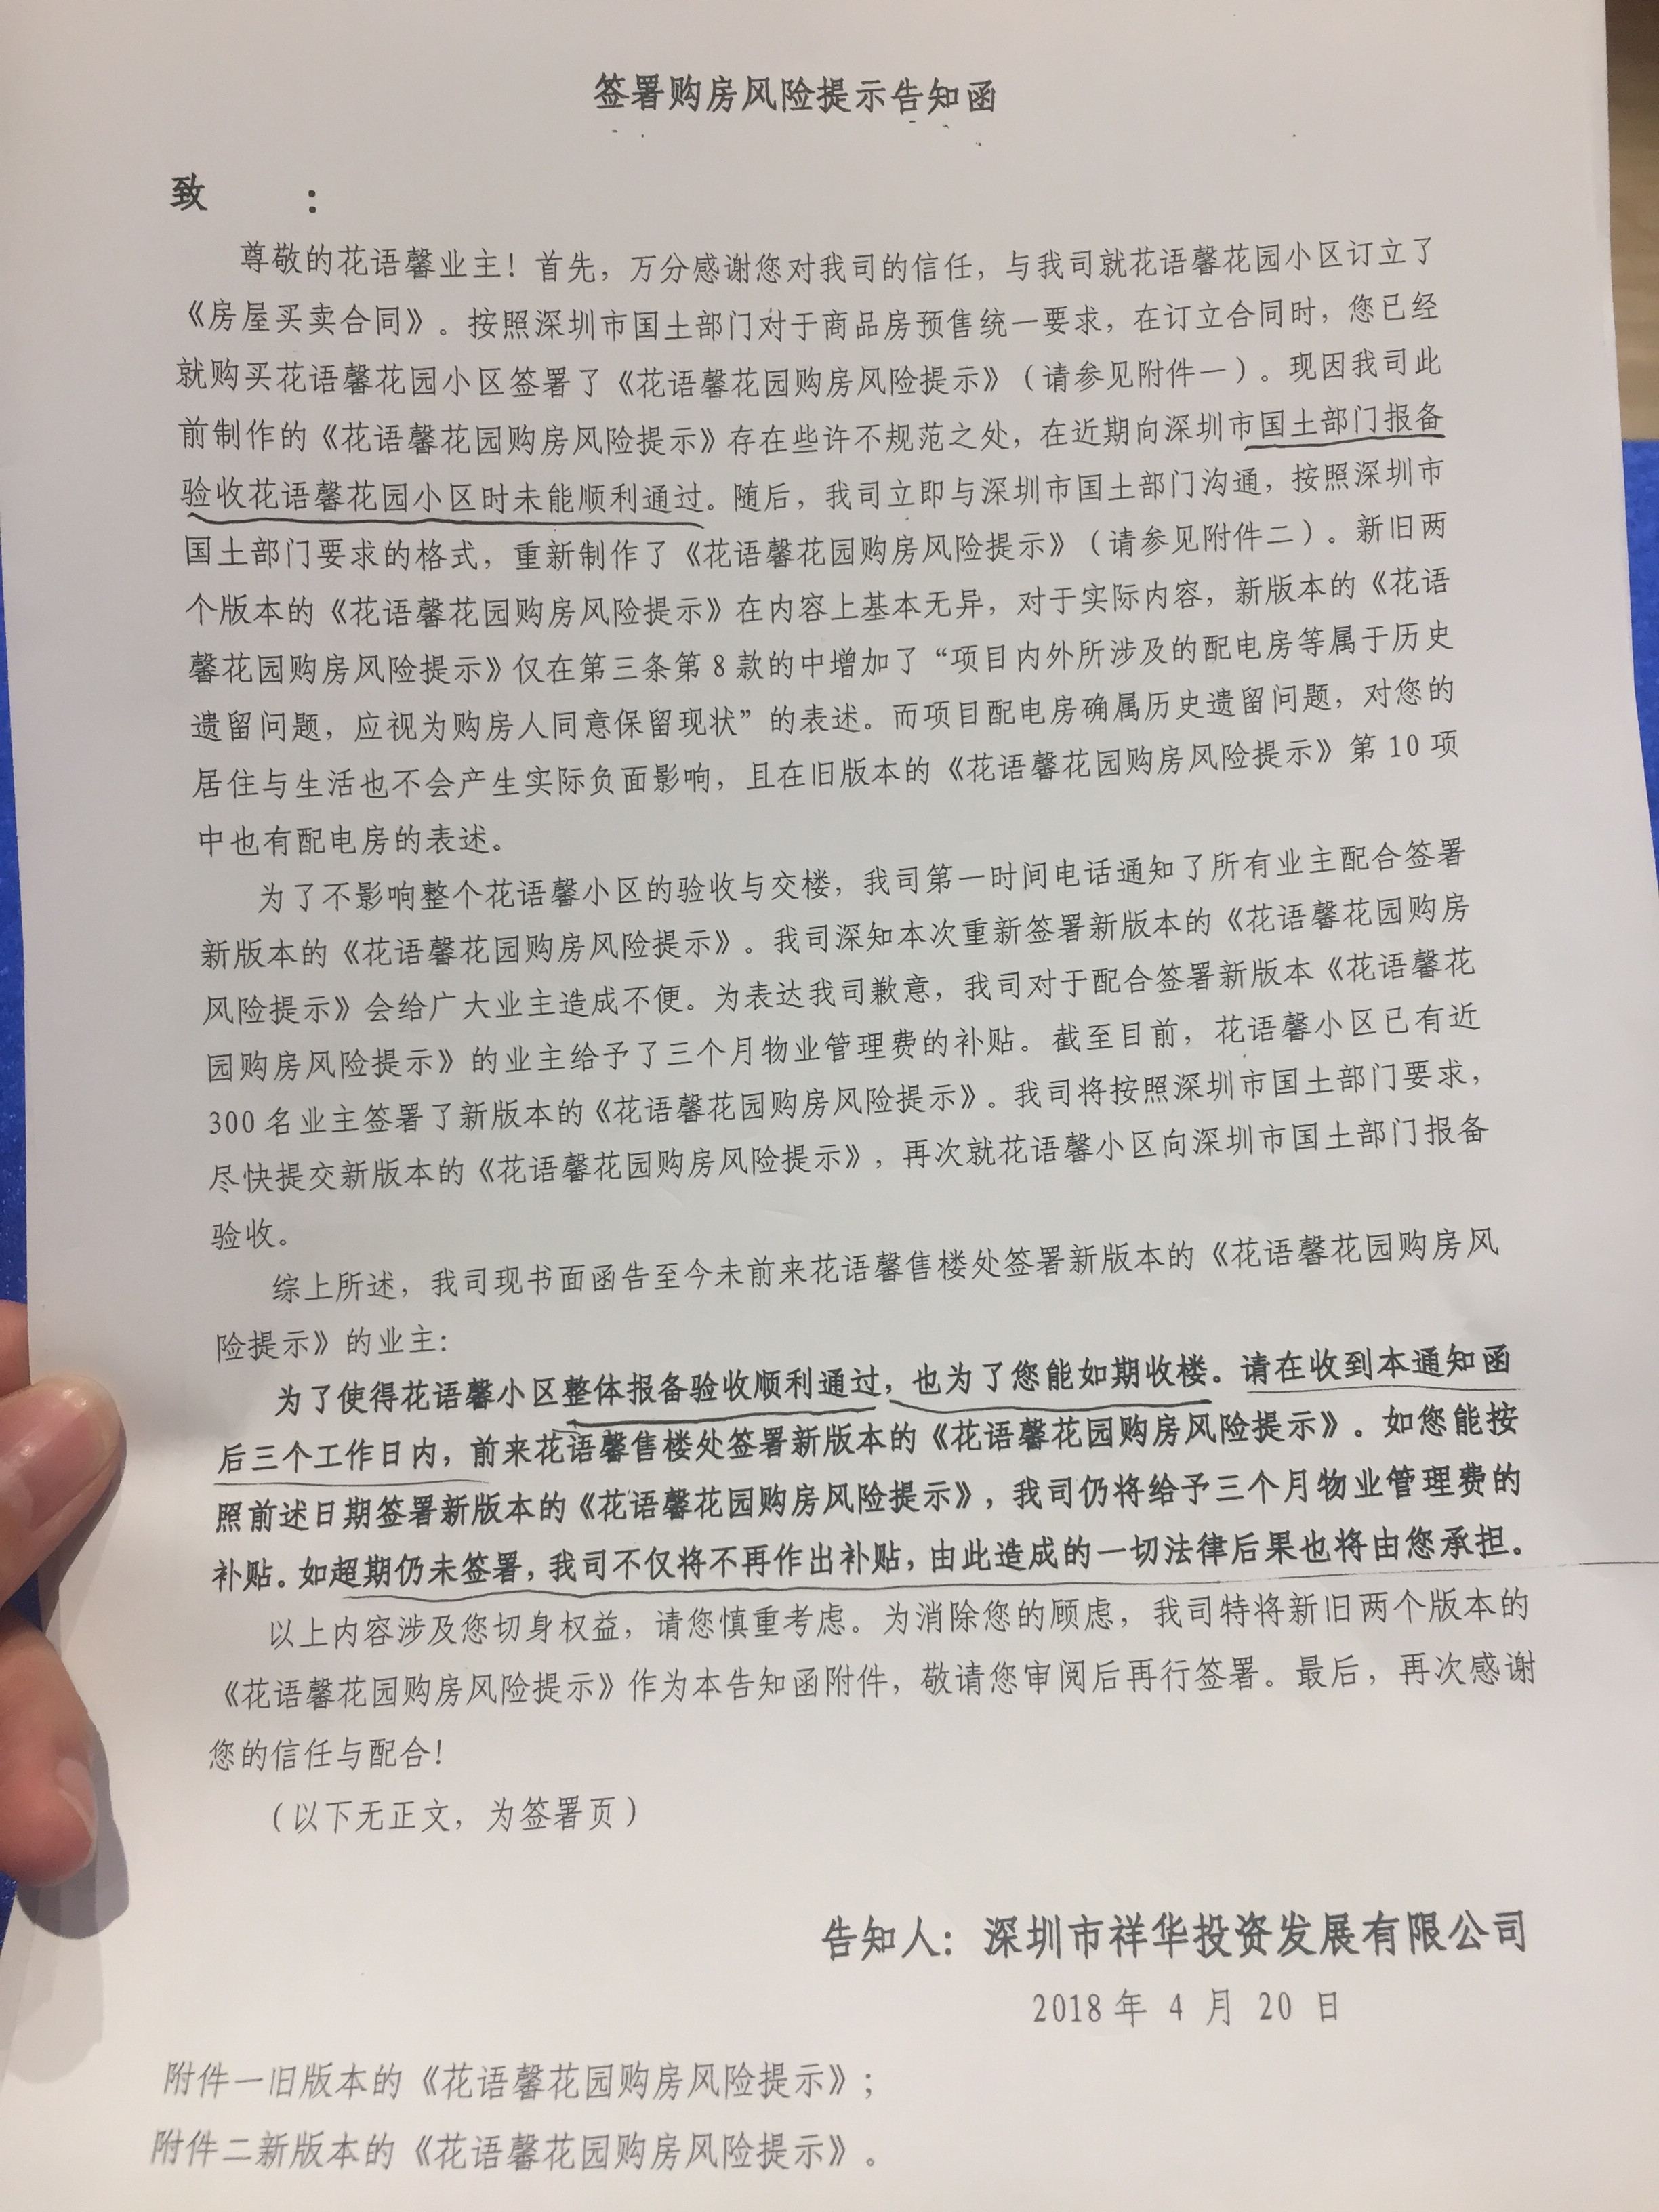 签署购房风险提示告知函
致　　：
尊敬的花语馨业主！首先，万分感谢您对我司的信任，与我司就花语馨花园小区订立了
《房屋买卖合同》。按照深圳市国土部门对于商品房预售统一要求，在订立合同时，您已经
就购买花语馨花园小区签署了《花语馨花园购房风险提示》（请参见附件一）。现因我司此
前制作的《花语馨花园购房风险提示》存在些许不规范之处，在近期向深圳市国土部门报备
验收花语馨花园小区时未能顺利通过。随后，我司立即与深圳市国土部门沟通，按照深圳市
国土部门要求的格式，重新制作了《花语馨花园购房风险提示》（请参见附件二）。新旧两
个版本的《花语馨花园购房风险提示》在内容上基本无异，对于实际内容，新版本的《花语
馨花园购房风险提示》仅在第三条第 8 款的中增加了“项目内外所涉及的配电房等属于历史
遗留问题，应视为购房人同意保留现状”的表述。而项目配电房确属历史遗留问题，对您的
居住与生活也不会产生实际负面影响，且在旧版本的《花语馨花园购房风险提示》第 10 项
中也有配电房的表述。
为了不影响整个花语馨小区的验收与交楼，我司第一时间电话通知了所有业主配合签署
新版本的《花语馨花园购房风险提示》。我司深知本次重新签署新版本的《花语馨花园购房
风险提示》会给广大业主造成不便。为表达我司歉意，我司对于配合签署新版本《花语馨花
园购房风险提示》的业主给予了三个月物业管理费的补贴。截至目前，花语馨小区已有近
300 名业主签署了新版本的《花语馨花园购房风险提示》。我司将按照深圳市国土部门要求，
尽快提交新版本的《花语馨花园购房风险提示》，再次就花语馨小区向深圳市国土部门报备
验收。
综上所述，我司现书面函告至今未前来花语馨售楼处签署新版本的《花语馨花园购房风
险提示》的业主：
为了使得花语馨小区整体报备验收顺利通过，也为了您能如期收楼。请在收到本通知函
后三个工作日内，前来花语馨售楼处签署新版本的《花语馨花园购房风险提示》。如您能按
照前述日期签署新版本的《花语馨花园购房风险提示》，我司仍将给予三个月物业管理费的
补贴。如超期仍未签署，我司不仅将不再作出补贴，由此造成的一切法律后果也将由您承担。
以上内容涉及您切身权益，请您慎重考虑。为消除您的顾虑，我司特将新旧两个版本的
《花语馨花园购房风险提示》作为本告知函附件，敬请您审阅后再行签署。最后，再次感谢
您的信任与配合！
（以下无正文，为签署页）
告知人：深圳市祥华投资发展有限公司
2018 年 4 月 20 日
附件一旧版本的《花语馨花园购房风险提示》；
附件二新版本的《花语馨花园购房风险提示》。